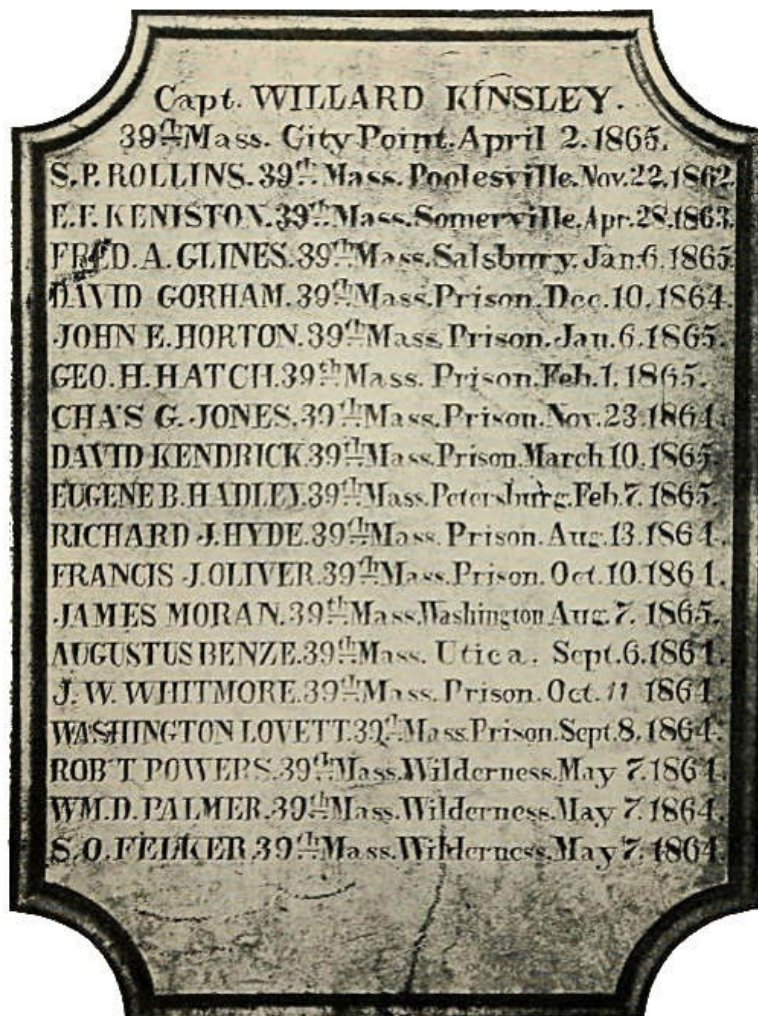 Capt. WILLARD KINSLEY.
39th Mass. City Point. April 2. 1865.
S. P. ROLLINS. 39th Mass. Poolesville. Nov. 22. 1862.
E. F. KENISTON. 39th Mass. Somerville. Apr. 28. 1863.
FRED. A. GLINES. 39th Mass. Salsbury. Jan. 6. 1865
DAVID GORHAM. 39th Mass. Prison. Dec. 10. 1864.
JOHN E. HORTON. 39th Mass. Prison. Jan. 6. 1865.
GEO. H. HATCH. 39th Mass. Prison. Feb. 1. 1865.
CHA'S G. JONES. 39th Mass. Prison. Nov. 23. 1864.
DAVID KENDRICK. 39th Mass. Prison. March 10. 1865.
EUGENE B. HADLEY. 39th Mass. Petersburg. Feb. 7. 1865.
RICHARD J. HYDE. 39th Mass. Prison. Aug. 13. 1864.
FRANCIS J. OLIVER. 39th Mass. Prison. Oct. 10. 1864.
JAMES MORAN. 39th Mass. Washington Aug. 7. 1865.
AUGUSTUS BENZE. 39th Mass. Utica. Sept. 6. 1864.
J. W. WHITMORE. 39th Mass. Prison. Oct. 11 1864.
WASHINGTON LOVETT. 39th Mass. Prison. Sept. 8. 1864.
ROB'T POWERS. 39th Mass. Wilderness. May 7. 1864.
WM. D. PALMER. 39th Mass. Wilderness. May 7. 1864.
S. O. FELKER. 39th Mass. Wilderness. May 7. 1864.